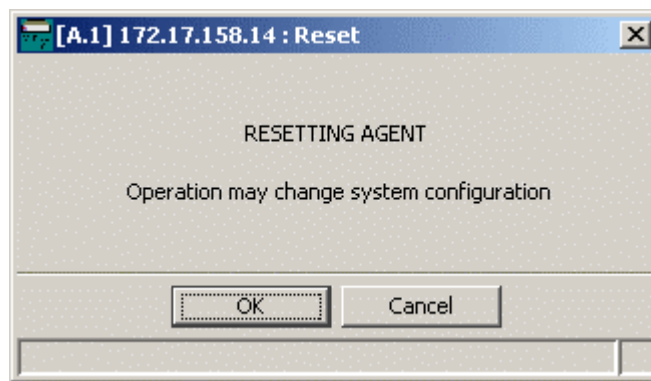 [A.1] 172.17.158.14 : Reset
RESETTING AGENT
Operation may change system configuration
OK
Cancel